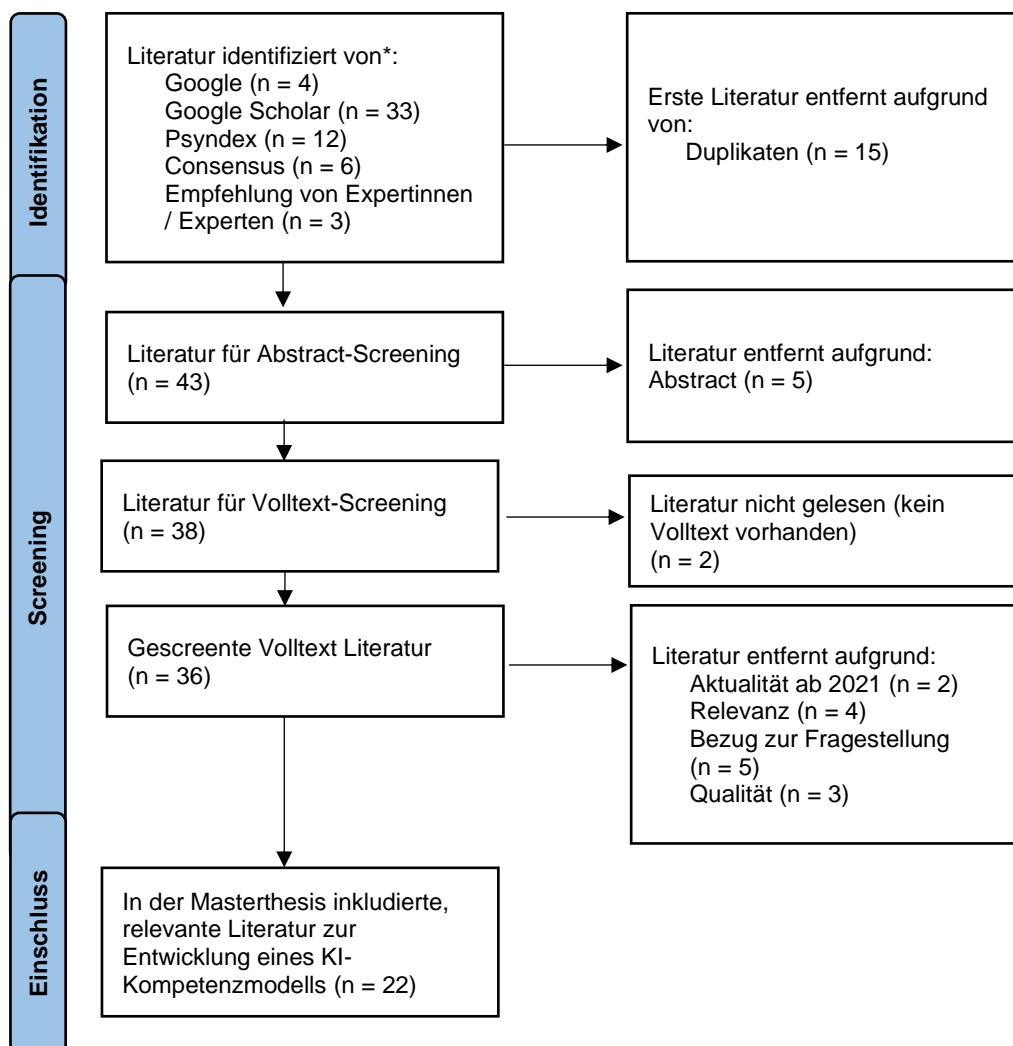 Identifikation
Literatur identifiziert von*:
Google (n = 4)
Google Scholar (n = 33)
Psyndex (n = 12)
Consensus (n = 6)
Empfehlung von Expertinnen
/ Experten (n = 3)
Erste Literatur entfernt aufgrund
von:
Duplikaten (n = 15)
Screening
Literatur für Abstract-Screening
(n = 43)
Literatur entfernt aufgrund:
Abstract (n = 5)
Literatur für Volltext-Screening
(n = 38)
Literatur nicht gelesen (kein
Volltext vorhanden)
(n = 2)
Gescreente Volltext Literatur
(n = 36)
Literatur entfernt aufgrund:
Aktualität ab 2021 (n = 2)
Relevanz (n = 4)
Bezug zur Fragestellung
(n = 5)
Qualität (n = 3)
Einschluss
In der Masterthesis inkludierte,
relevante Literatur zur
Entwicklung eines KI-
Kompetenzmodells (n = 22)